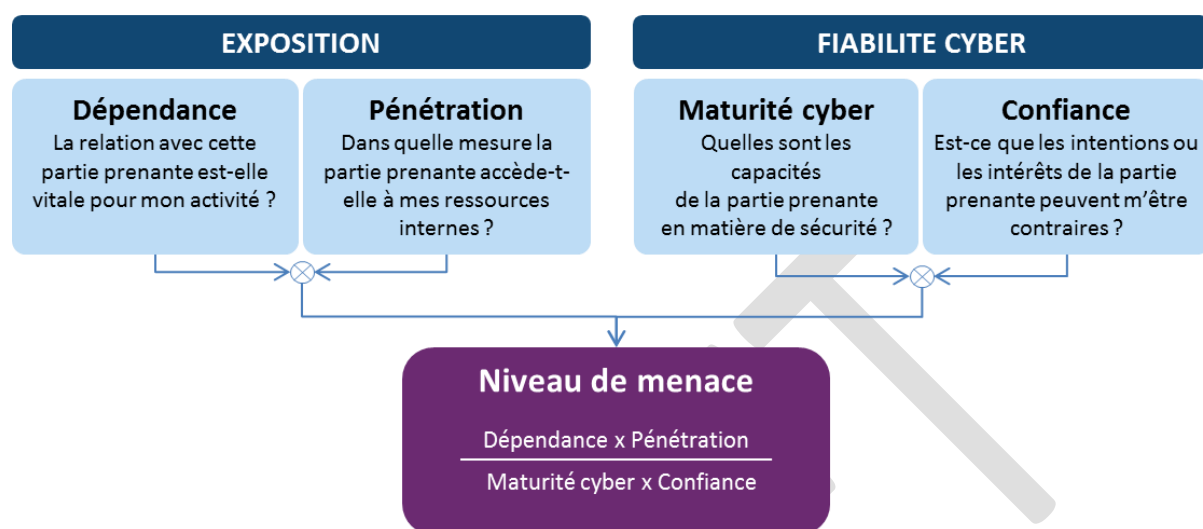 EXPOSITION
FIABILITE CYBER
Dépendance
La relation avec cette
partie prenante est-elle
vitale pour mon activité ?
Pénétration
Dans quelle mesure la
partie prenante accède-t-
elle à mes ressources
internes ?
Maturité cyber
Quelles sont les
capacités
de la partie prenante
en matière de sécurité ?
Confiance
Est-ce que les intentions ou
les intérêts de la partie
prenante peuvent m’être
contraires ?
Niveau de menace
Dépendance x Pénétration
Maturité cyber x Confiance